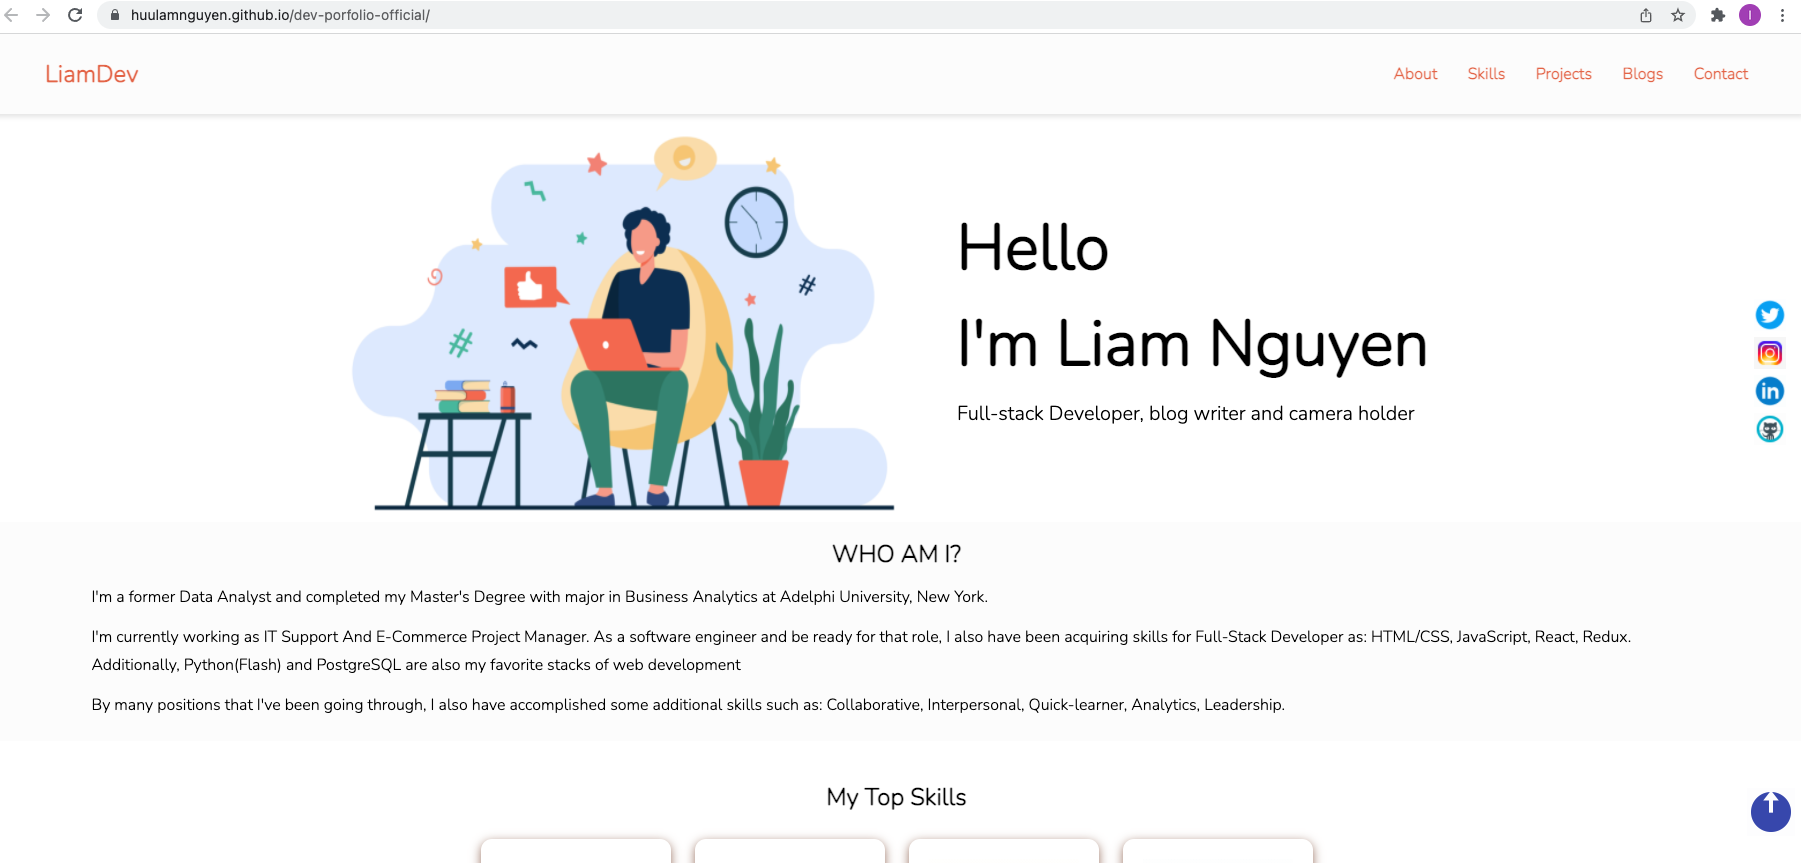 huulamnguyen.github.io/dev-porfolio-official/
I
LiamDev
About Skills Projects Blogs Contact
Hello
I'm Liam Nguyen
Full-stack Developer, blog writer and camera holder
in
WHO AM I?
I'm a former Data Analyst and completed my Master's Degree with major in Business Analytics at Adelphi University, New York.
I'm currently working as IT Support And E-Commerce Project Manager. As a software engineer and be ready for that role, I also have been acquiring skills for Full-Stack Developer as: HTML/CSS, JavaScript, React, Redux.
Additionally, Python(Flash) and PostgreSQL are also my favorite stacks of web development
By many positions that I've been going through, I also have accomplished some additional skills such as: Collaborative, Interpersonal, Quick-learner, Analytics, Leadership.
My Top Skills